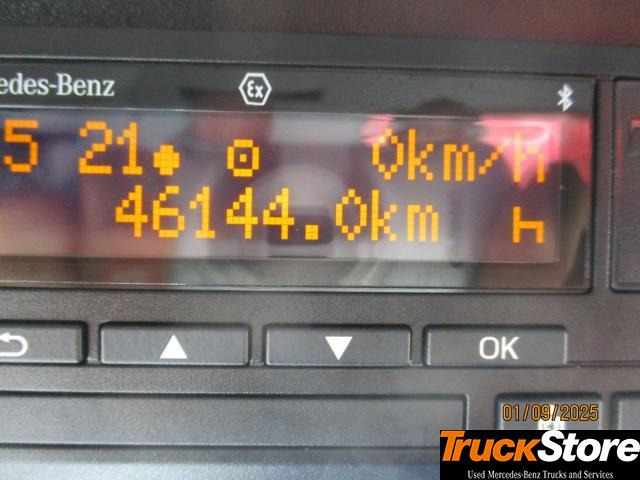 edes-Benz Ex
5 21 0km/h
46144.0km h
OK
01/09/2025
TruckStore
Used Mercedes-Benz Trucks and Services